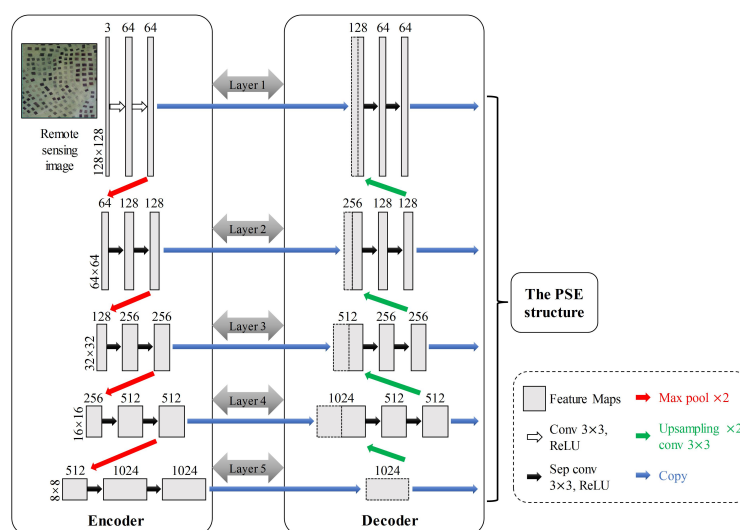 3 64 64
128 64 64
Layer 1
Remote
sensing
image
128×128
64 128 128
256 128 128
Layer 2
64×64
128 256 256
512 256 256
Layer 3
32×32
The PSE
structure
256 512 512
1024 512 512
Layer 4
16×16
512 1024 1024
1024
Layer 5
8×8
Encoder
Decoder
Feature Maps
Max pool ×2
Conv 3×3,
ReLU
Upsampling ×2
conv 3×3
Sep conv
3×3, ReLU
Copy